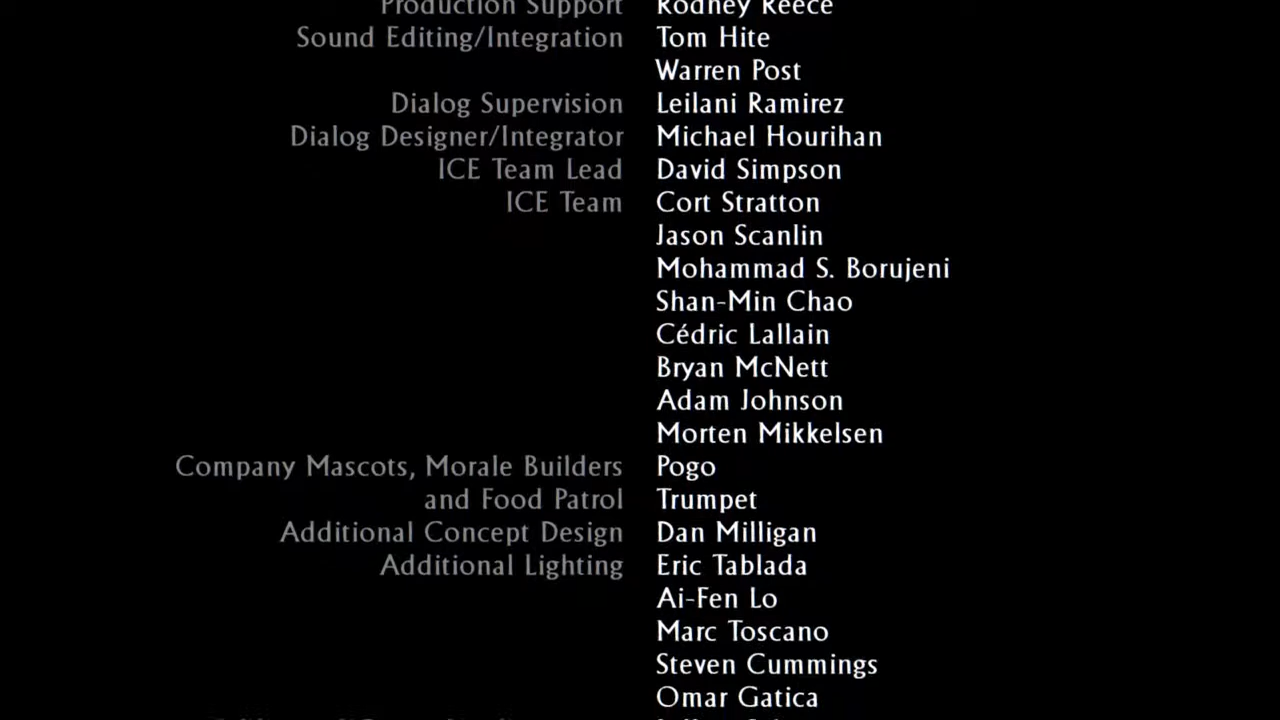 Production Support Rodney Reece
Sound Editing/Integration Tom Hite
Warren Post
Dialog Supervision Leilani Ramirez
Dialog Designer/Integrator Michael Hourihan
ICE Team Lead David Simpson
ICE Team Cort Stratton
Jason Scanlin
Mohammad S. Borujeni
Shan-Min Chao
Cédric Lallain
Bryan McNett
Adam Johnson
Morten Mikkelsen
Company Mascots, Morale Builders Pogo
and Food Patrol Trumpet
Additional Concept Design Dan Milligan
Additional Lighting Eric Tablada
Ai-Fen Lo
Marc Toscano
Steven Cummings
Omar Gatica